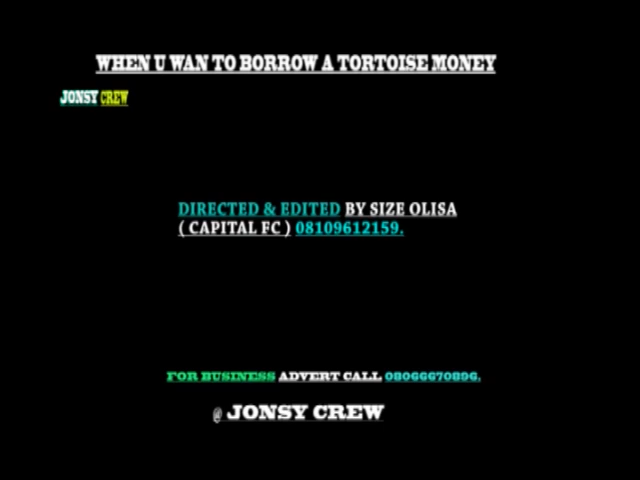 WHEN U WAN TO BORROW A TORTOISE MONEY
JONSY CREW
DIRECTED & EDITED BY SIZE OLISA
( CAPITAL FC ) 08109612159.
FOR BUSINESS ADVERT CALL 08066670896.
@ JONSY CREW